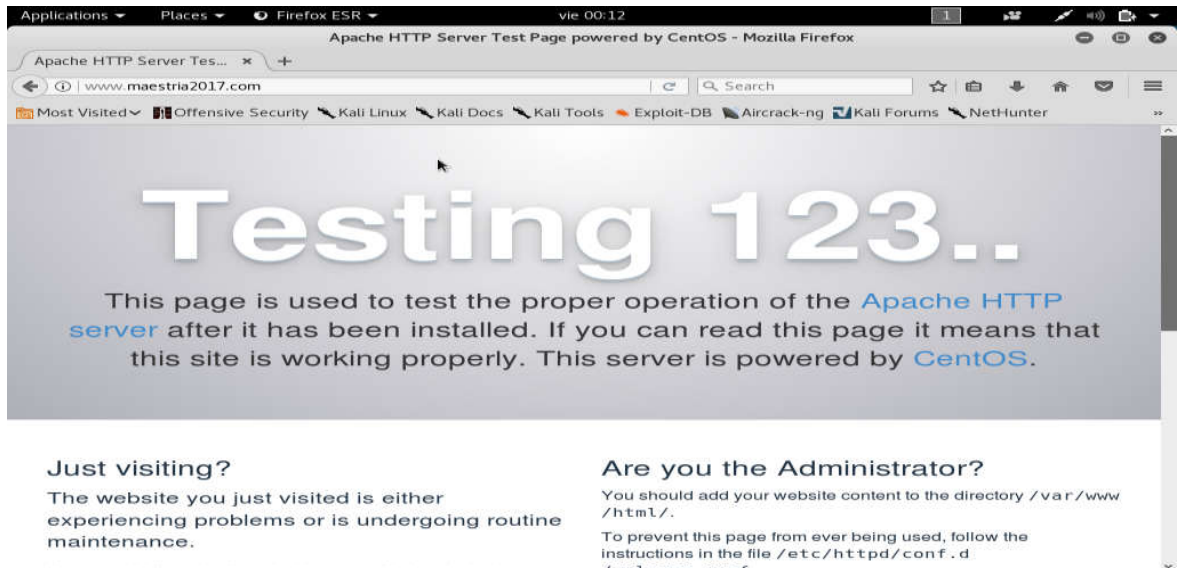 Applications Places Firefox ESR vie 00:12 1
Apache HTTP Server Test Page powered by CentOS - Mozilla Firefox
Apache HTTP Server Tes... × +
www.maestria2017.com Search
Most Visited Offensive Security Kali Linux Kali Docs Kali Tools Exploit-DB Aircrack-ng Kali Forums NetHunter »
Testing 123..
This page is used to test the proper operation of the Apache HTTP
server after it has been installed. If you can read this page it means that
this site is working properly. This server is powered by CentOS.
Just visiting?
The website you just visited is either
experiencing problems or is undergoing routine
maintenance.
Are you the Administrator?
You should add your website content to the directory /var/www
/html/.
To prevent this page from ever being used, follow the
instructions in the file /etc/httpd/conf.d